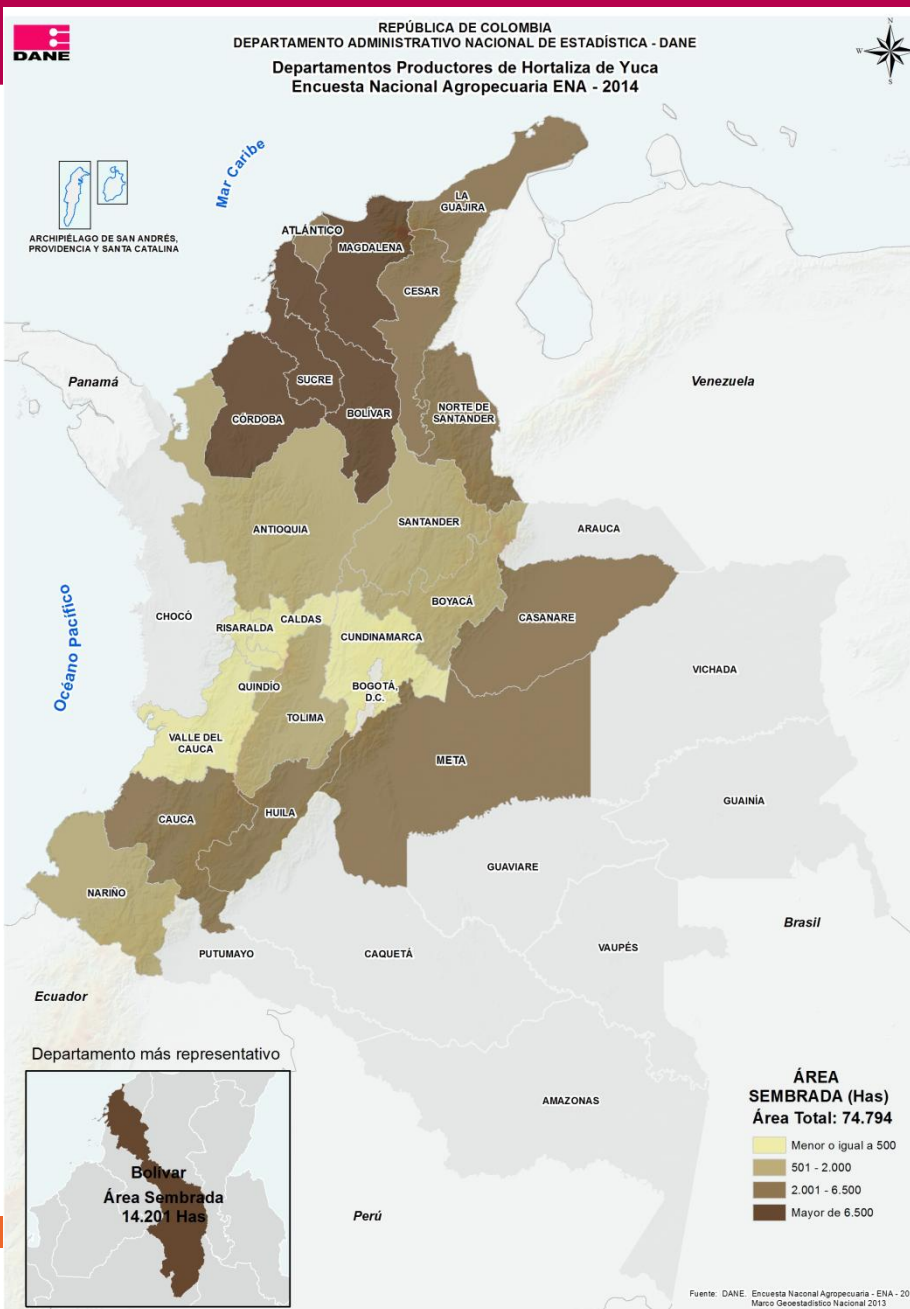 DANE
REPÚBLICA DE COLOMBIA
DEPARTAMENTO ADMINISTRATIVO NACIONAL DE ESTADÍSTICA - DANE
Departamentos Productores de Hortaliza de Yuca
Encuesta Nacional Agropecuaria ENA - 2014
N
W
E
S
Mar Caribe
ARCHIPIÉLAGO DE SAN ANDRÉS,
PROVIDENCIA Y SANTA CATALINA
LA
GUAJIRA
ATLÁNTICO
MAGDALENA
CESAR
Panamá
SUCRE
Venezuela
CÓRDOBA
BOLÍVAR
NORTE DE
SANTANDER
ANTIOQUIA
SANTANDER
ARAUCA
Océano Pacífico
CHOCÓ
BOYACÁ
CASANARE
RISARALDA
CALDAS
CUNDINAMARCA
VICHADA
QUINDÍO
BOGOTÁ,
D.C.
TOLIMA
VALLE DEL
CAUCA
META
GUAINÍA
CAUCA
HUILA
GUAVIARE
NARIÑO
Brasil
PUTUMAYO
CAQUETÁ
VAUPÉS
Ecuador
Departamento más representativo
Bolívar
Área Sembrada
14.201 Has
AMAZONAS
Perú
ÁREA
SEMBRADA (Has)
Área Total: 74.794
Menor o igual a 500
501 - 2.000
2.001 - 6.500
Mayor de 6.500
Fuente: DANE. Encuesta Naconal Agropecuaria - ENA - 20
Marco Geoestadístico Nacional 2013